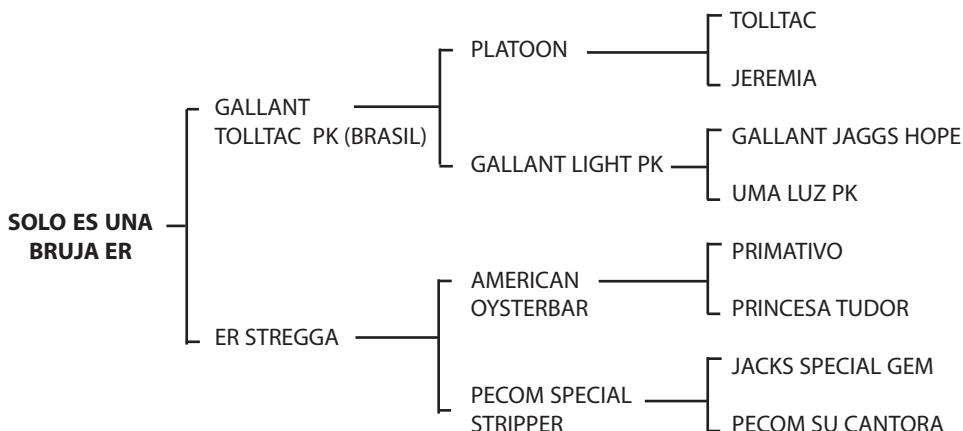 SOLO ES UNA
BRUJA ER
GALLANT
TOLLTAC PK (BRASIL)
ER STREGGA
PLATOON
GALLANT LIGHT PK
AMERICAN
OYSTERBAR
PECOM SPECIAL
STRIPPER
TOLLTAC
JEREMIA
GALLANT JAGGS HOPE
UMA LUZ PK
PRIMATIVO
PRINCESA TUDOR
JACKS SPECIAL GEM
PECOM SU CANTORA